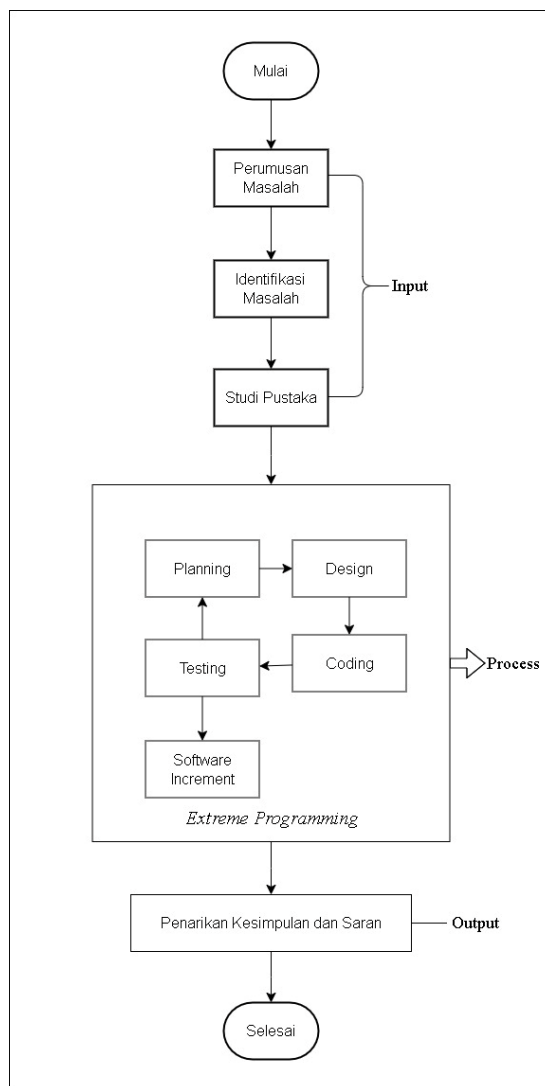 Mulai
Perumusan
Masalah
Identifikasi
Masalah
Input
Studi Pustaka
Planning
Design
Testing
Coding
Process
Software
Increment
Extreme Programming
Penarikan Kesimpulan dan Saran
Output
Selesai